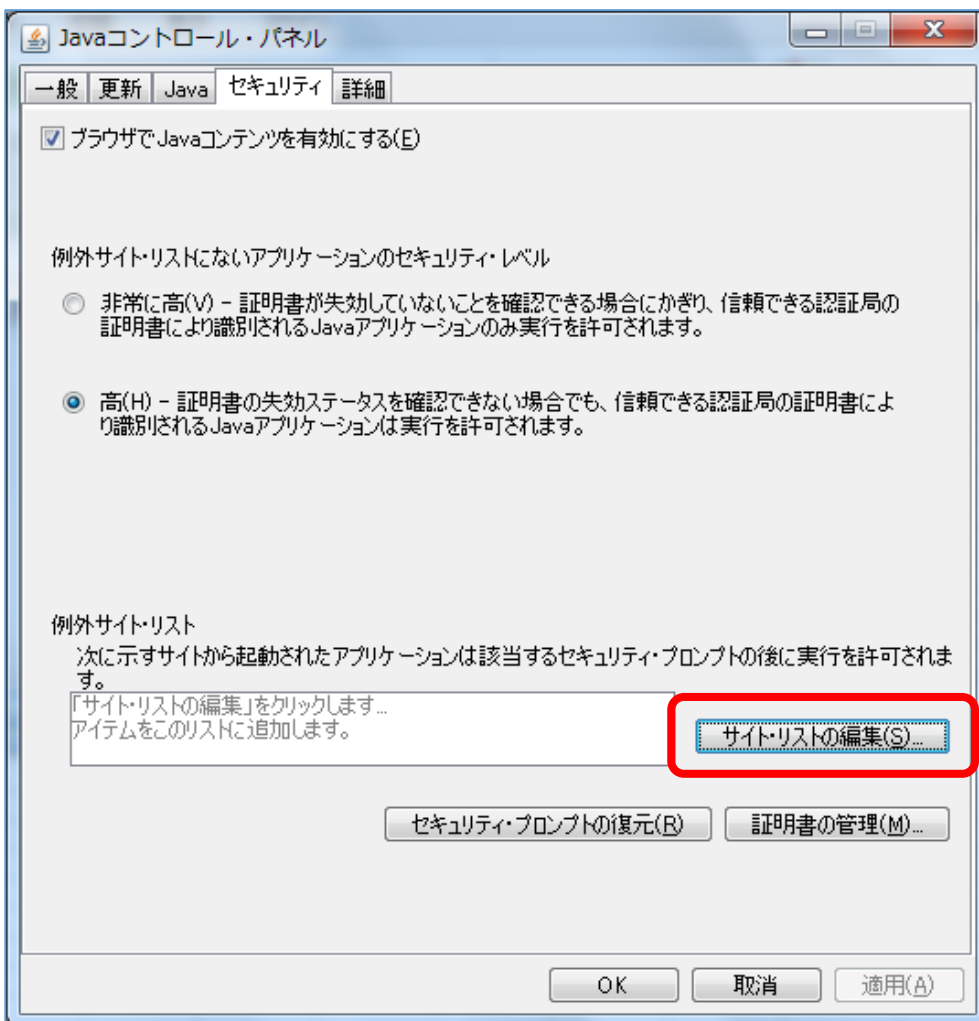 Javaコントロール・パネル
一般 更新 Java セキュリティ 詳細
ブラウザでJavaコンテンツを有効にする(E)
例外サイト・リストにないアプリケーションのセキュリティ・レベル
非常に高(V) - 証明書が失効していないことを確認できる場合にかぎり、信頼できる認証局の
証明書により識別されるJavaアプリケーションのみ実行を許可されます。
高(H) - 証明書の失効ステータスを確認できない場合でも、信頼できる認証局の証明書によ
り識別されるJavaアプリケーションは実行を許可されます。
例外サイト・リスト
次に示すサイトから起動されたアプリケーションは該当するセキュリティ・プロンプトの後に実行を許可されま
す。
「サイト・リストの編集」をクリックします...
アイテムをこのリストに追加します。
サイト・リストの編集(S)...
セキュリティ・プロンプトの復元(R) 証明書の管理(M)...
OK 取消 適用(A)